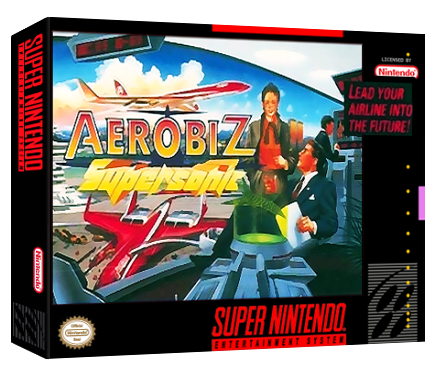 SUPER NINTENDO
ENTERTAINMENT SYSTEM
Nintendo
LICENSED BY
Nintendo
LEAD YOUR
AIRLINE INTO
THE FUTURE!
AEROBIZ
Supersonic
SUPER NINTENDO
ENTERTAINMENT SYSTEM